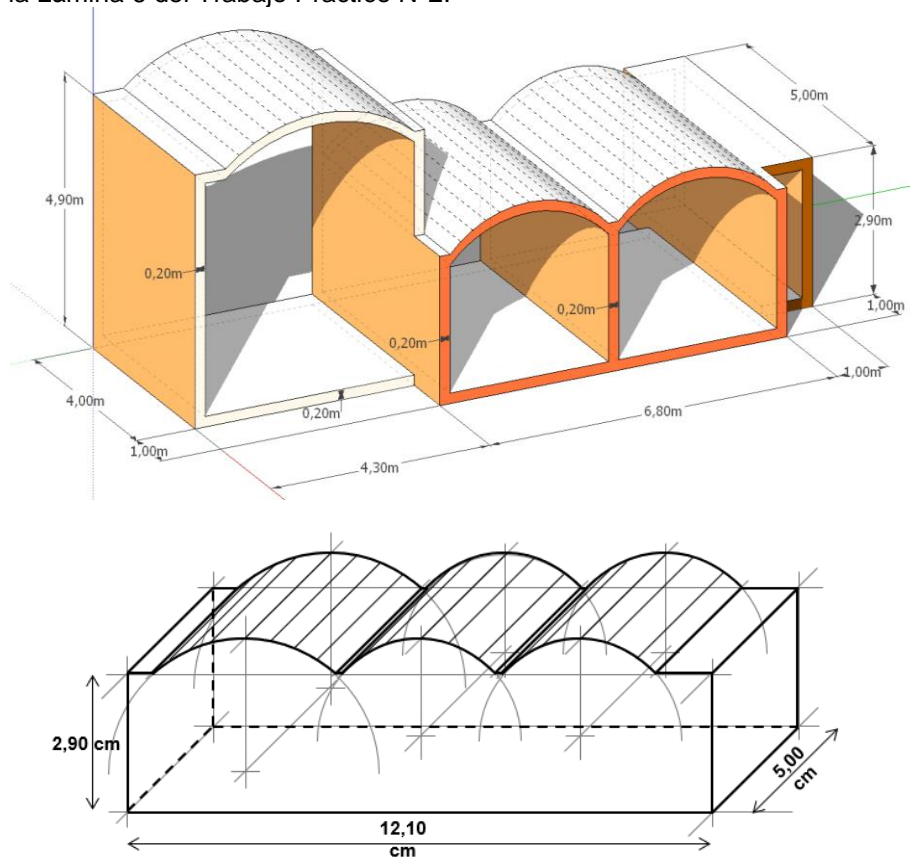 la Lámina 6 del Trabajo Práctico N°2.
5,00m
4,90m
2,90m
0,20m
0,20m
0,20m
1,00m
1,00m
4,00m
0,20m
6,80m
1,00m
4,30m
2,90 cm
5,00
cm
12,10
cm